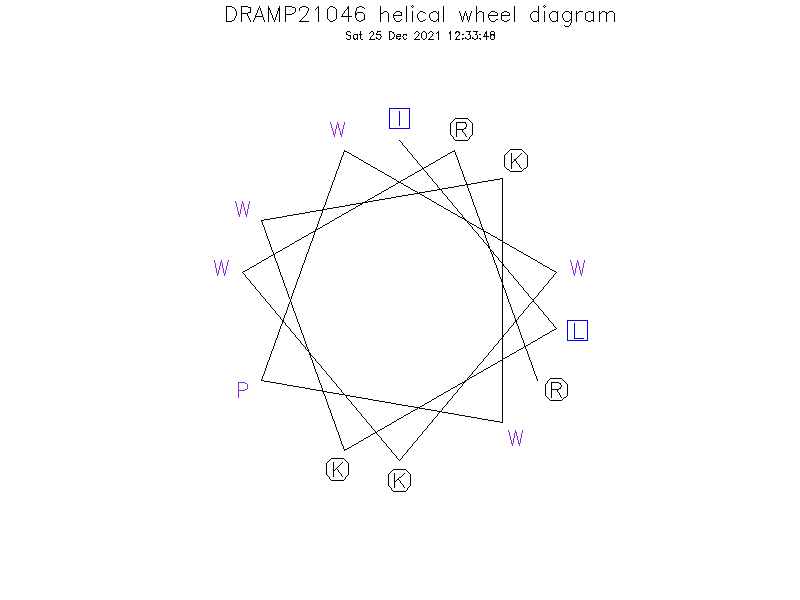 DRAMP21046 helical wheel diagram
Sat 25 Dec 2021 12:33:48
I
W R
K
W
W W
L
P R
W
K K